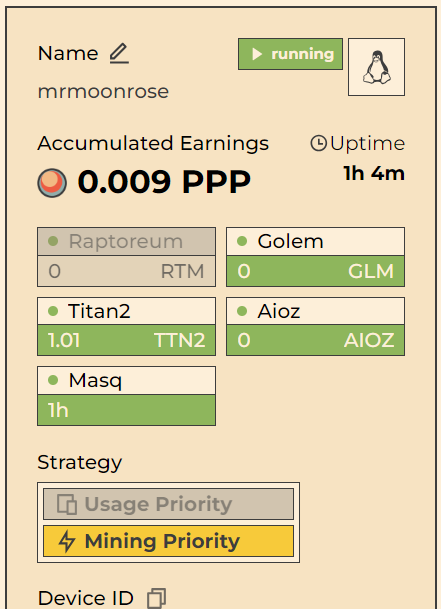 Name
running
mrmoonrose
Accumulated Earnings
Uptime
0.009 PPP
1h 4m
Raptoreum
0 RTM
Golem
0 GLM
Titan2
1.01 TTN2
Aioz
0 AIOZ
Masq
1h
Strategy
Usage Priority
Mining Priority
Device ID